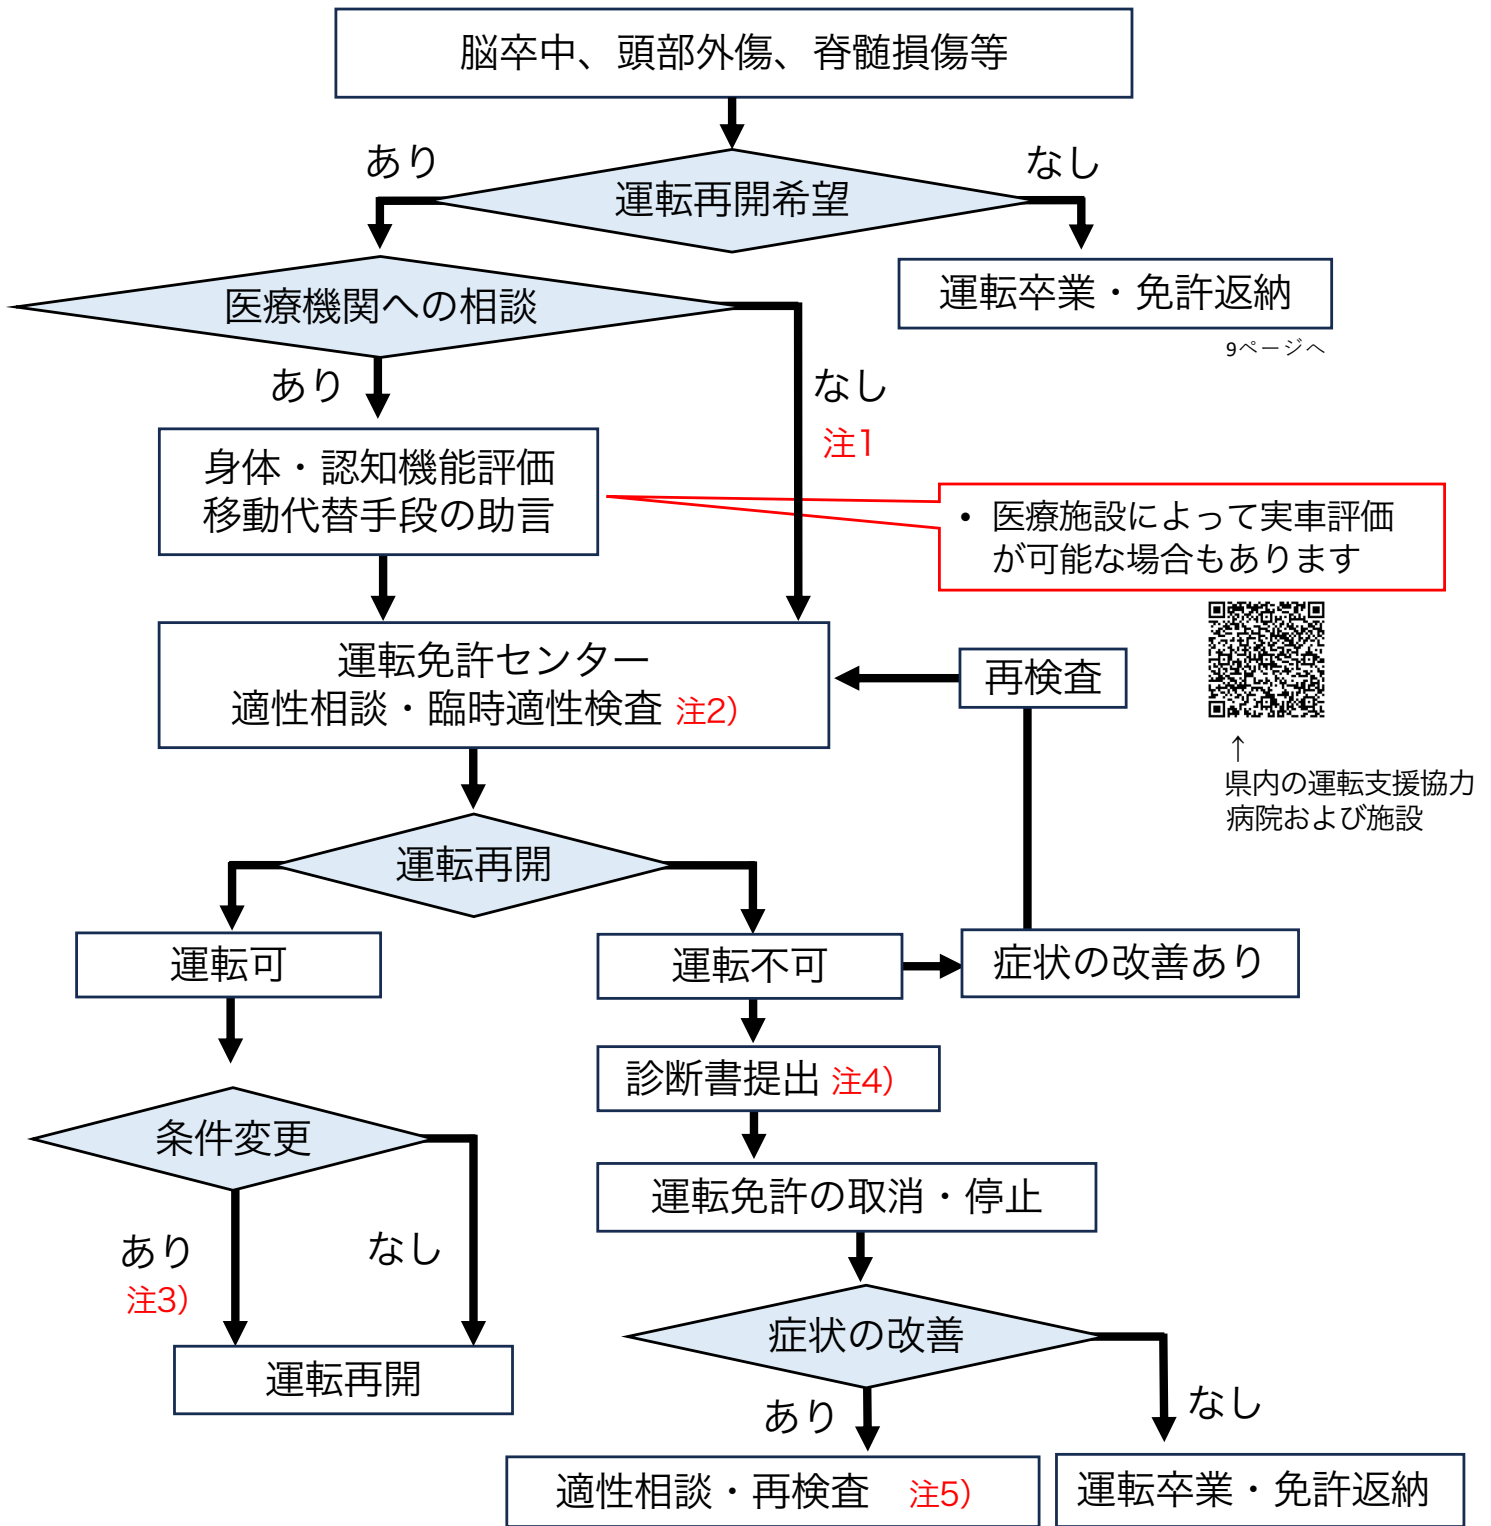 脳卒中、頭部外傷、脊髄損傷等
あり
運転再開希望
なし
医療機関への相談
運転卒業・免許返納
9ページへ
あり
なし
注1
身体・認知機能評価
移動代替手段の助言
• 医療施設によって実車評価
が可能な場合もあります
運転免許センター
適性相談・臨時適性検査 注2）
再検査
↑
県内の運転支援協力
病院および施設
運転再開
運転可
運転不可
症状の改善あり
診断書提出 注4）
条件変更
運転免許の取消・停止
あり
注3）
なし
症状の改善
運転再開
あり
なし
適性相談・再検査 注5）
運転卒業・免許返納